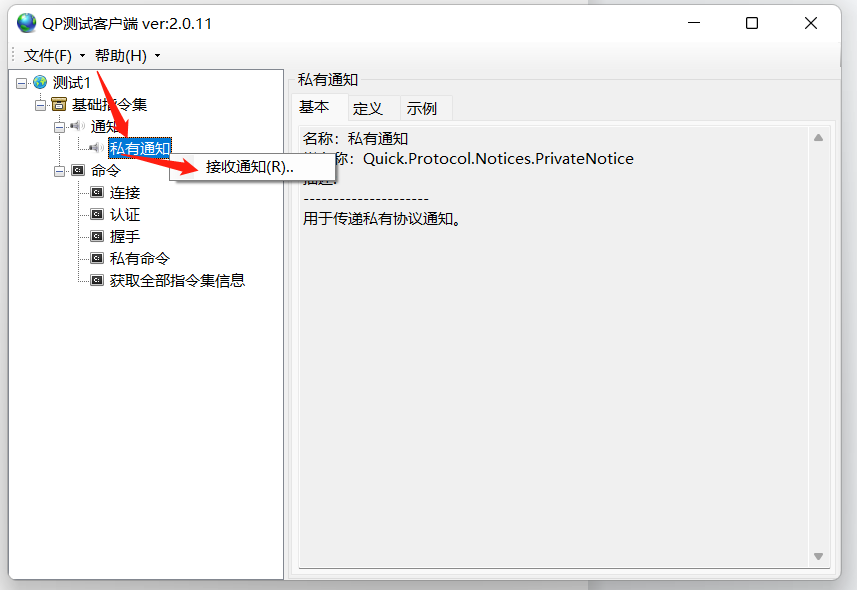 QP测试客户端 ver:2.0.11
文件(F) 帮助(H)
测试1
基础指令集
通知
私有通知
接收通知(R)..
命令
连接
认证
握手
私有命令
获取全部指令集信息
私有通知
基本 定义 示例
名称：私有通知
称：Quick.Protocol.Notices.PrivateNotice
---------------------
用于传递私有协议通知。